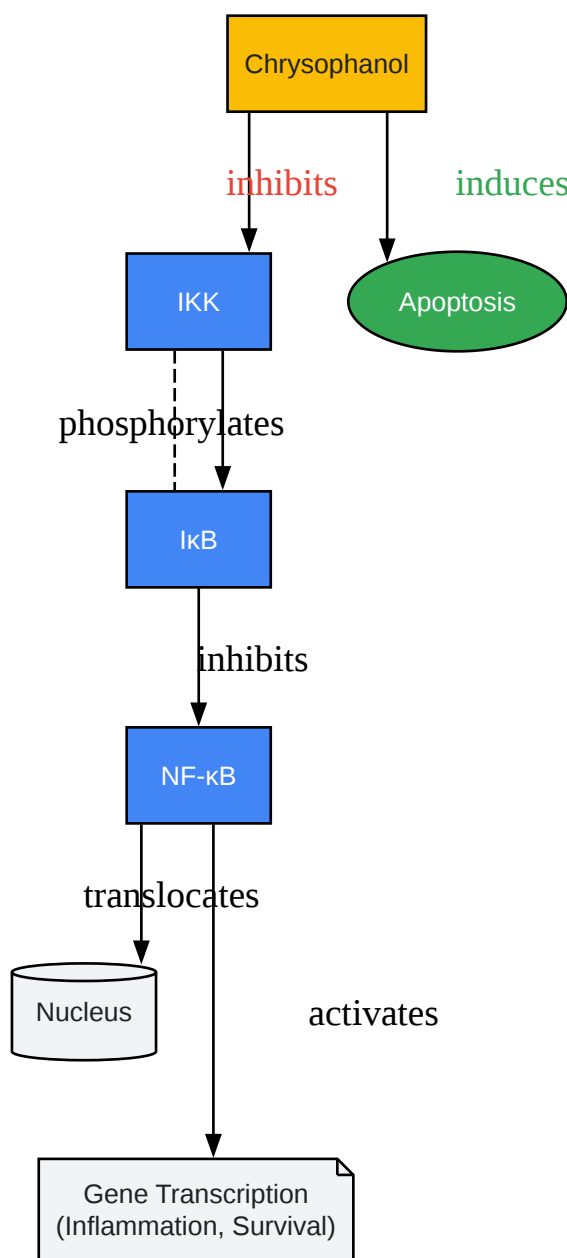 Chrysophanol
inhibits
induces
IKK
Apoptosis
phosphorylates
IκB
inhibits
NF-κB
translocates
Nucleus
activates
Gene Transcription
(Inflammation, Survival)